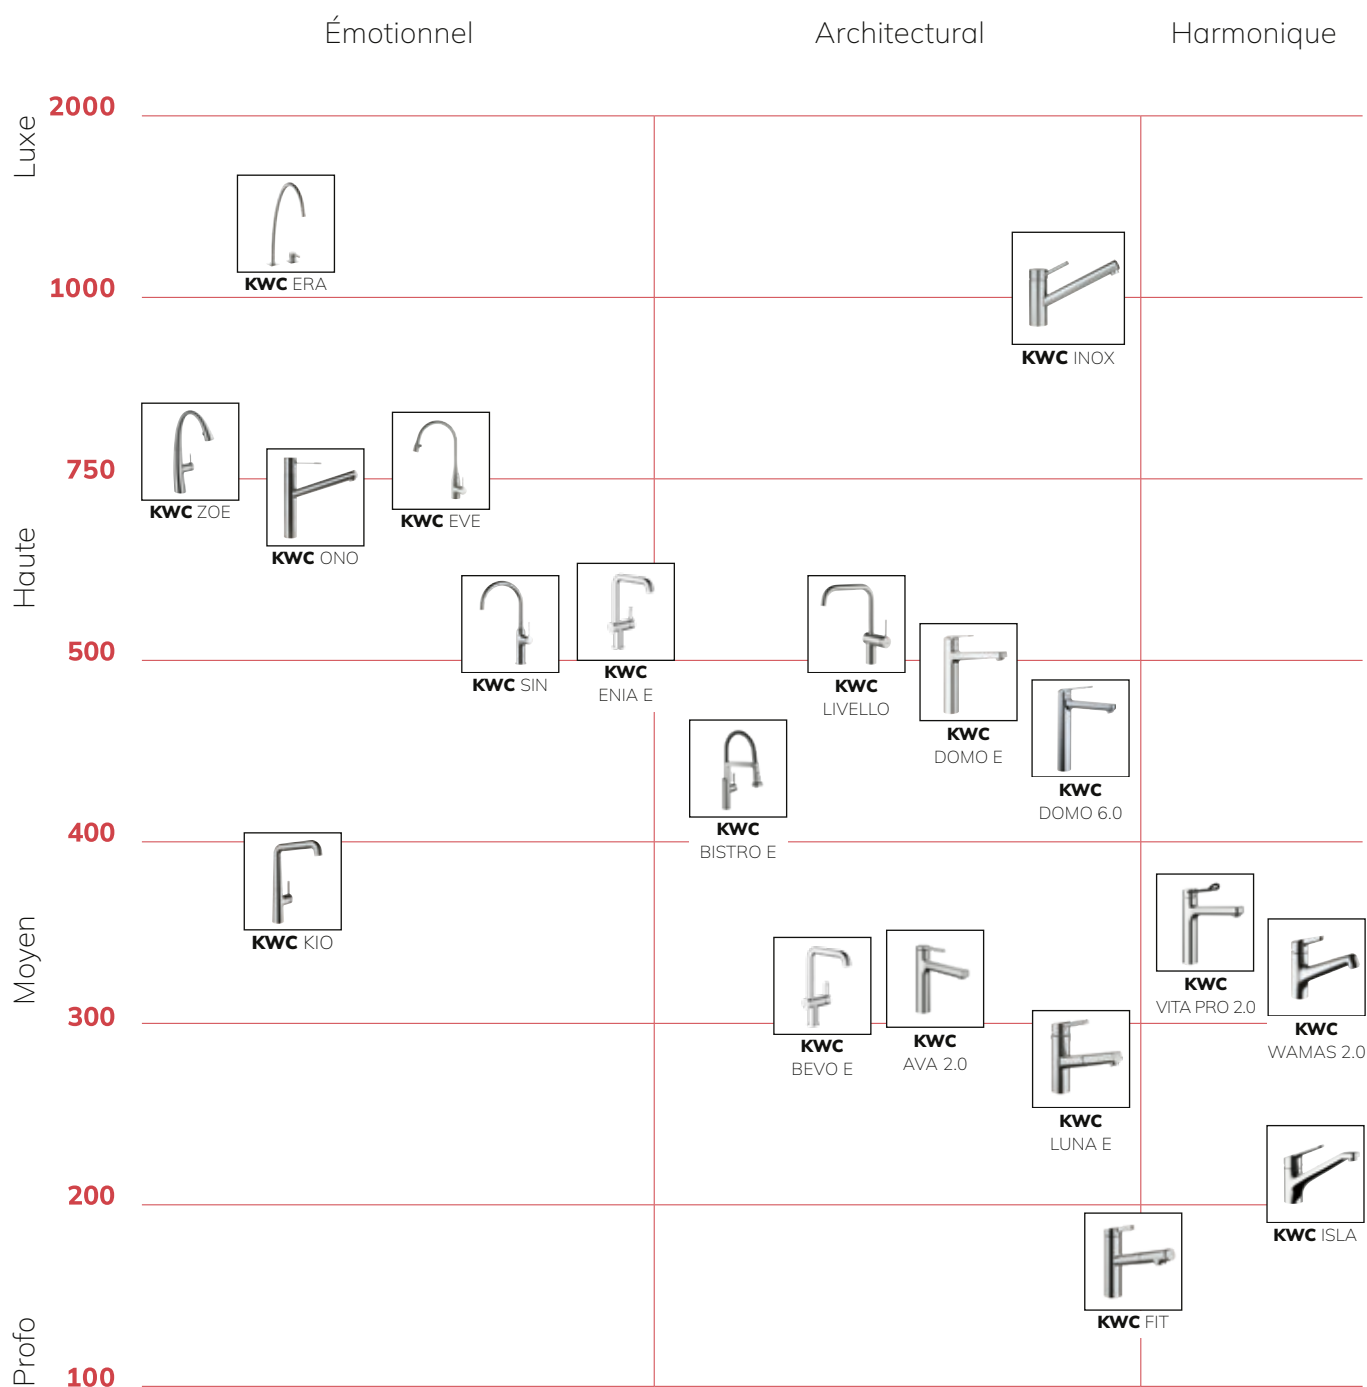 Émotionnel
Architectural
Harmonique
Luxe
2000
KWC ERA
1000
KWC INOX
Haute
750
KWC ZOE
KWC ONO
KWC EVE
500
KWC SIN
KWC
ENIA E
KWC
LIVELLO
KWC
DOMO E
KWC
DOMO 6.0
KWC
BISTRO E
Moyen
400
KWC KIO
300
KWC
BEVO E
KWC
AVA 2.0
KWC
LUNA E
KWC
VITA PRO 2.0
KWC
WAMAS 2.0
200
KWC ISLA
KWC FIT
Profo
100